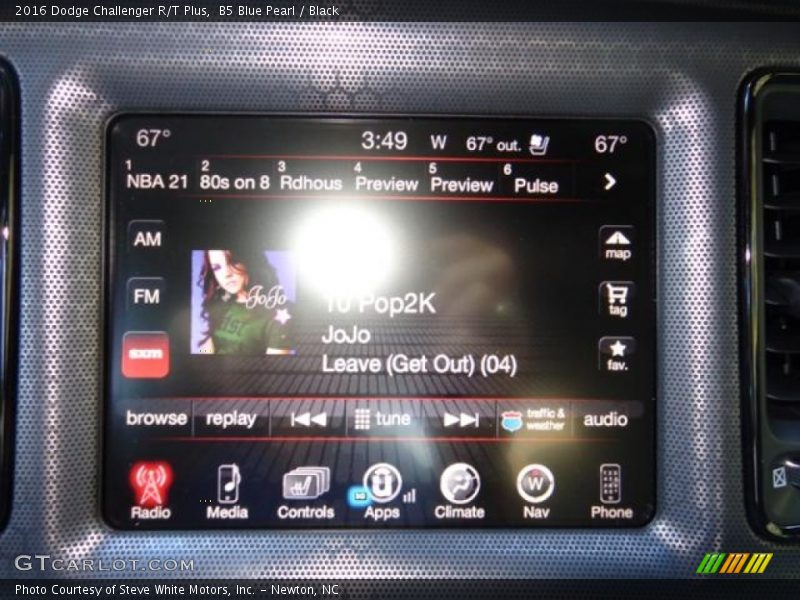 2016 Dodge Challenger R/T Plus,  B5 Blue Pearl / Black
67° 3:49 W 67° out. 67°
1 NBA 21 2 80s on 8 3 Rdhous 4 Preview 5 Preview 6 Pulse
AM
map
FM
JoJo
10 Pop2K
tag
JoJo
sxm
Leave (Get Out) (04)
fav.
browse replay tune traffic & weather audio
W
Radio Media Controls Apps Climate Nav Phone
GTCARLOT.COM
Photo Courtesy of Steve White Motors, Inc. – Newton, NC